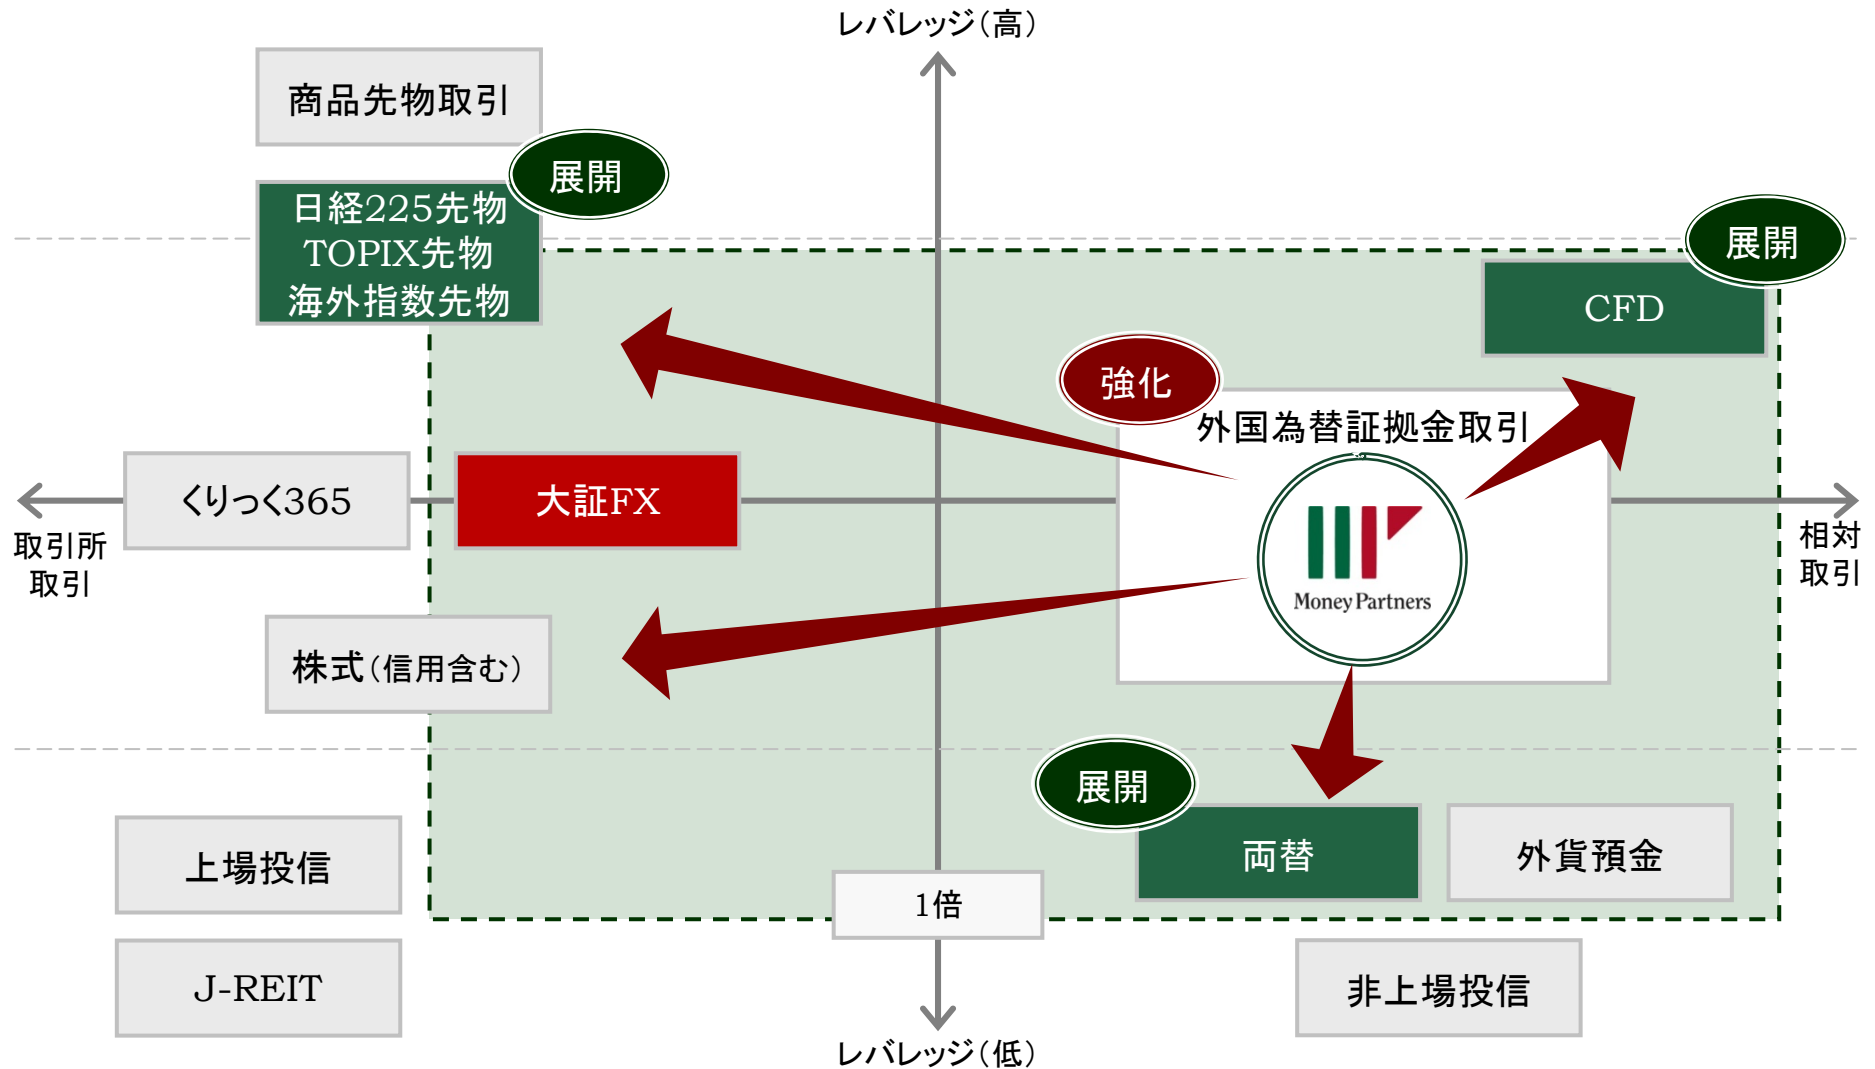 レバレッジ（高）
商品先物取引
展開
日経225先物
TOPIX先物
海外指数先物
展開
CFD
強化
外国為替証拠金取引
くりっく365
大証FX
取引所
取引
相対
取引
Money Partners
株式（信用含む）
展開
両替
外貨預金
上場投信
1倍
J-REIT
非上場投信
レバレッジ（低）